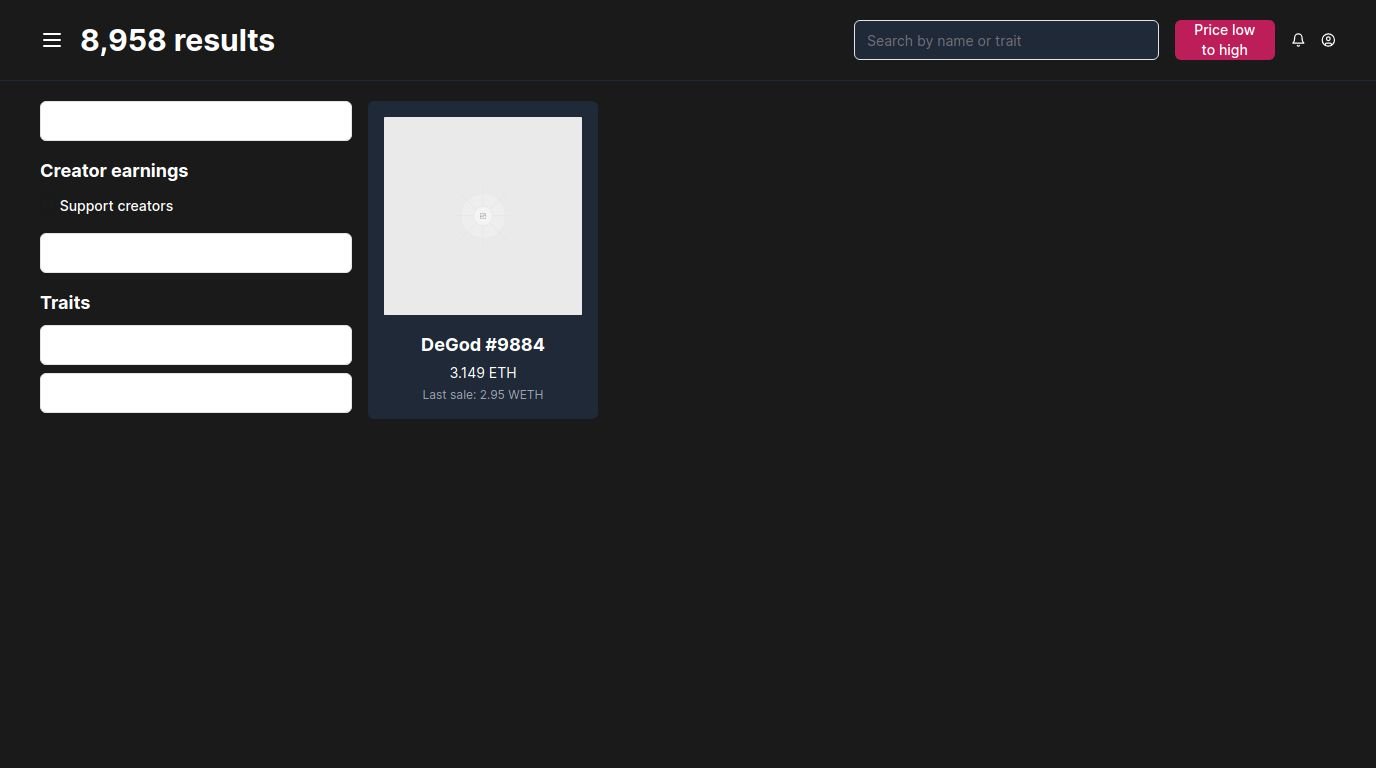 8,958 results
Search by name or trait
Price low
to high
Creator earnings
Support creators
Traits
DeGod #9884
3.149 ETH
Last sale: 2.95 WETH